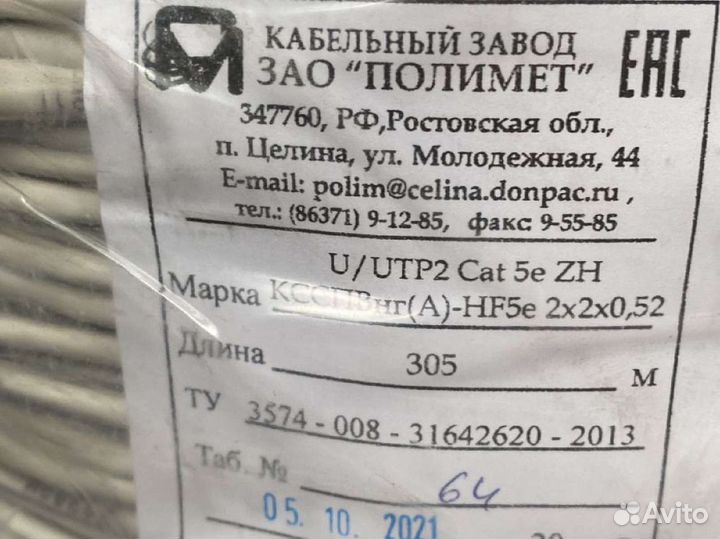 КАБЕЛЬНЫЙ ЗАВОД
ЗАО "ПОЛИМЕТ"
EAC
347760, РФ,Ростовская обл.,
п. Целина, ул. Молодежная, 44
E-mail: polim@celina.donpac.ru ,
тел.: (86371) 9-12-85, факс: 9-55-85
U/UTP2 Cat 5e ZH
Марка КССПВнг(А)-HF5e 2х2х0,52
Длина 305 м
ТУ 3574 - 008 - 31642620 - 2013
Таб. № 64
05. 10. 2021
Avito